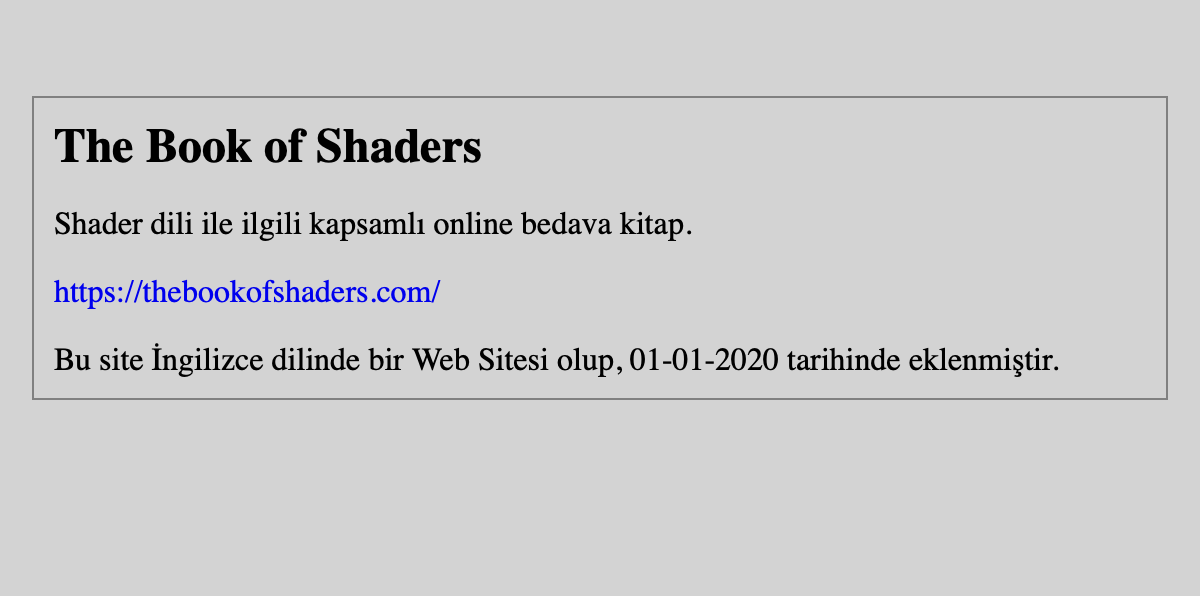 The Book of Shaders
Shader dili ile ilgili kapsamlı online bedava kitap.
https://thebookofshaders.com/
Bu site İngilizce dilinde bir Web Sitesi olup, 01-01-2020 tarihinde eklenmiştir.